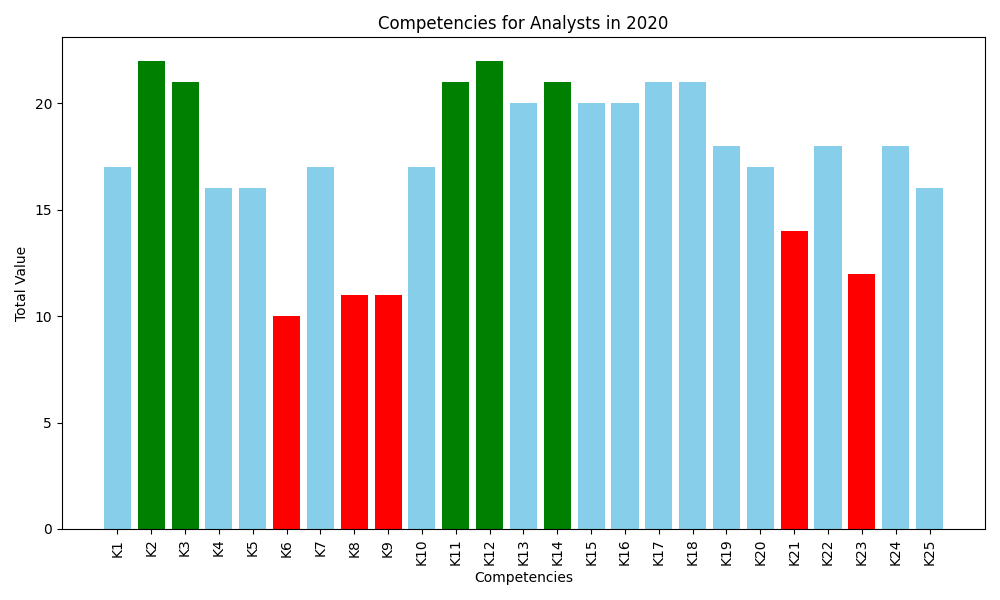 Competencies for Analysts in 2020
Total Value
20
15
10
5
0
K1 K2 K3 K4 K5 K6 K7 K8 K9 K10 K11 K12 K13 K14 K15 K16 K17 K18 K19 K20 K21 K22 K23 K24 K25
Competencies